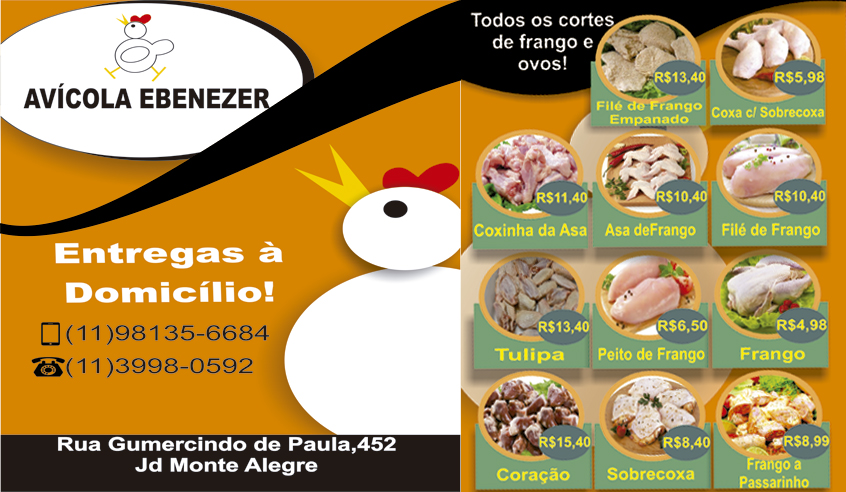 AVÍCOLA EBENEZER
Entregas à
Domicílio!
(11)98135-6684
(11)3998-0592
Rua Gumercindo de Paula,452
Jd Monte Alegre
Todos os cortes
de frango e
ovos!
R$13,40
Filé de Frango
Empanado
R$5,98
Coxa c/ Sobrecoxa
R$11,40
Coxinha da Asa
R$10,40
Asa deFrango
R$10,40
Filé de Frango
R$13,40
Tulipa
R$6,50
Peito de Frango
R$4,98
Frango
R$15,40
Coração
R$8,40
Sobrecoxa
R$8,99
Frango a
Passarinho